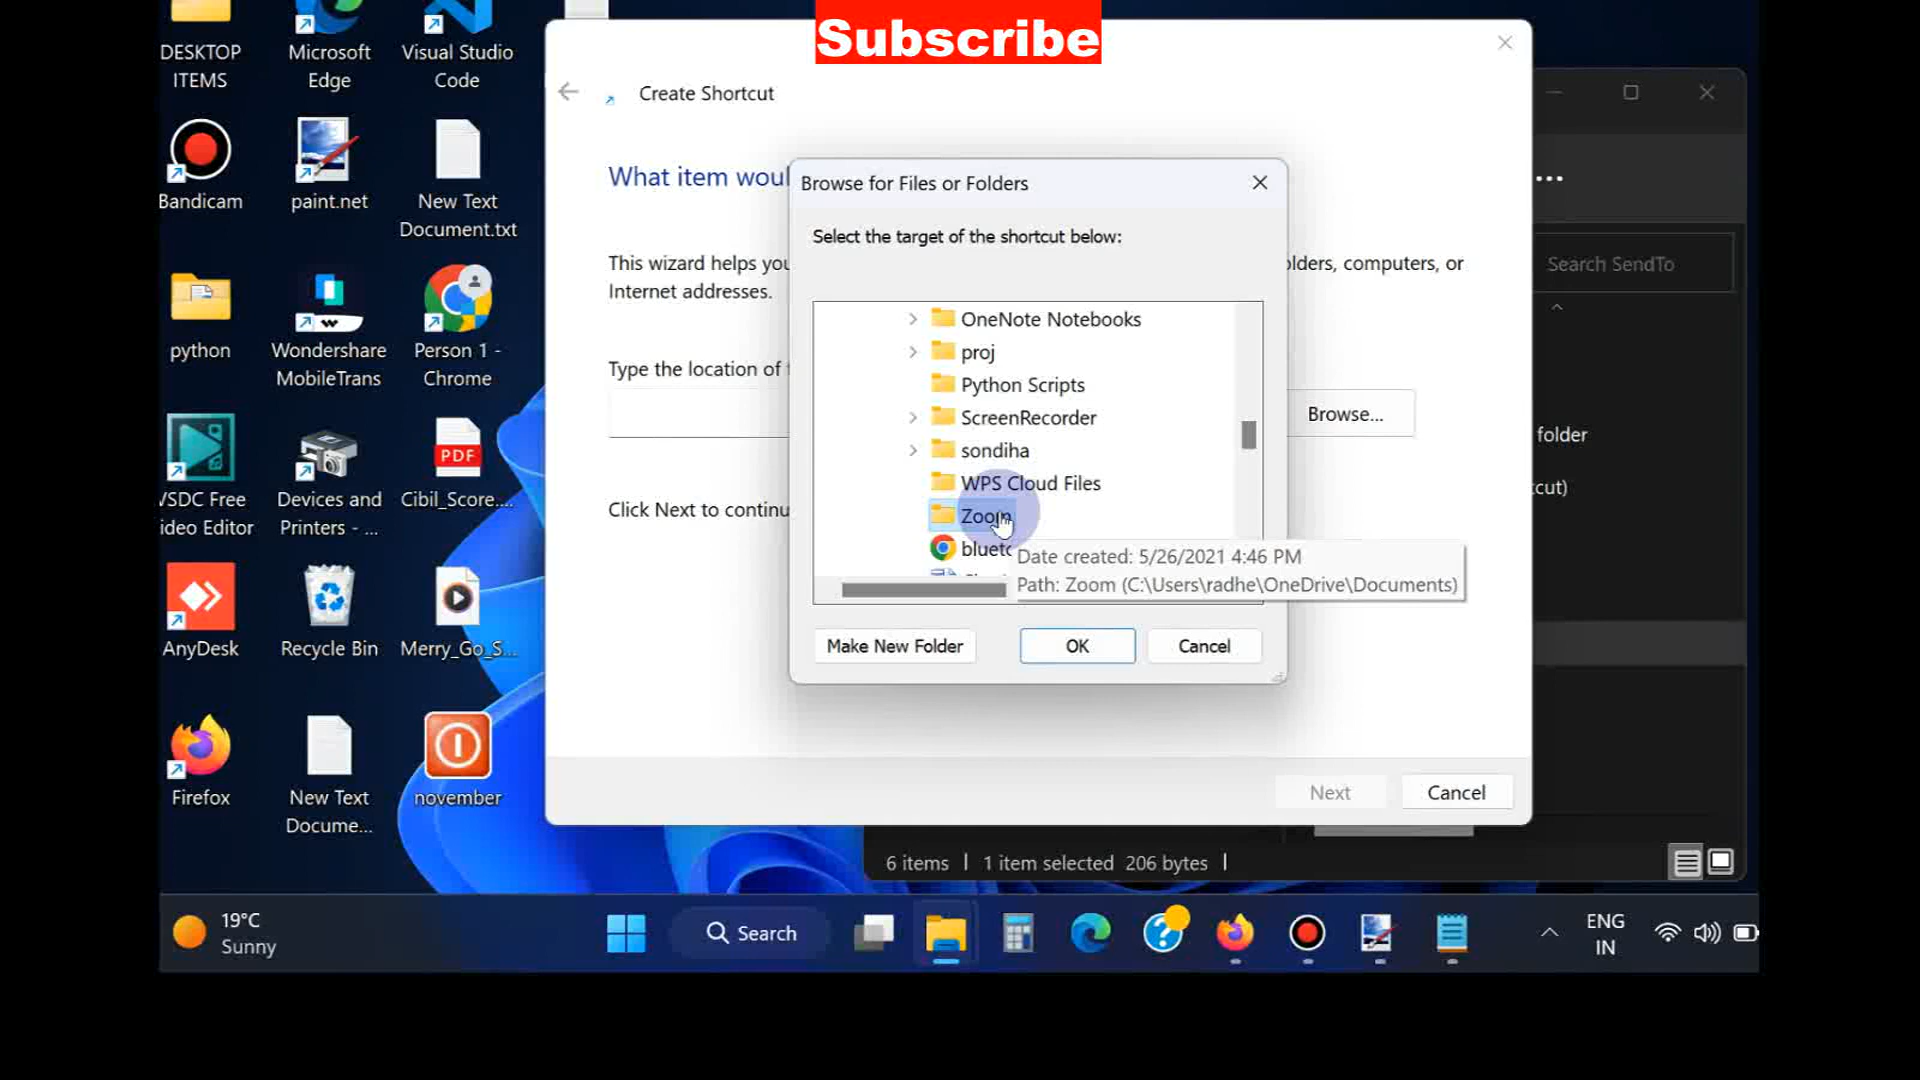 Subscribe
DESKTOP
ITEMS
Microsoft
Edge
Visual Studio
Code
Bandicam
paint.net
New Text
Document.txt
python
Wondershare
MobileTrans
Person 1 -
Chrome
VSDC Free
Video Editor
Devices and
Printers - ...
PDF
Cibil_Score....
AnyDesk
Recycle Bin
Merry_Go_S...
Firefox
New Text
Docume...
november
Create Shortcut
What item woul
This wizard helps you
olders, computers, or
Internet addresses.
Type the location of
Browse...
Click Next to continu
Next
Cancel
Browse for Files or Folders
Select the target of the shortcut below:
OneNote Notebooks
proj
Python Scripts
ScreenRecorder
sondiha
WPS Cloud Files
Zoom
Date created: 5/26/2021 4:46 PM
Path: Zoom (C:\Users\radhe\OneDrive\Documents)
Make New Folder
OK
Cancel
Search SendTo
folder
cut)
6 items
1 item selected 206 bytes
19°C
Sunny
Search
ENG
IN